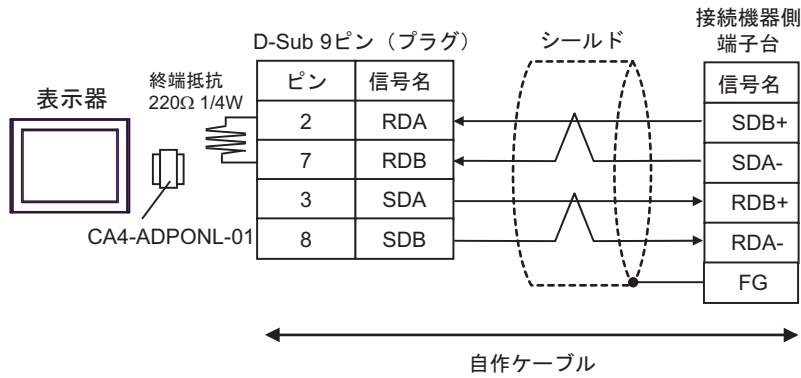 接続機器側
端子台
D-Sub 9ピン（プラグ）
シールド
表示器
終端抵抗
220Ω 1/4W
ピン 信号名
信号名
2 RDA
SDB+
7 RDB
SDA-
3 SDA
RDB+
8 SDB
RDA-
FG
CA4-ADPONL-01
自作ケーブル